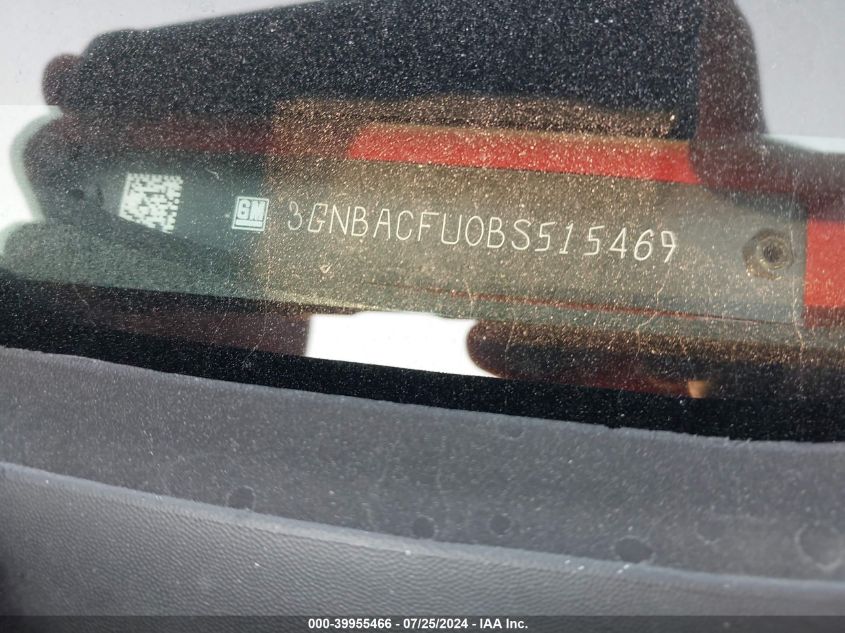 GM 3GNBACFU0BS515469
000-39955466 - 07/25/2024 - IAA Inc.